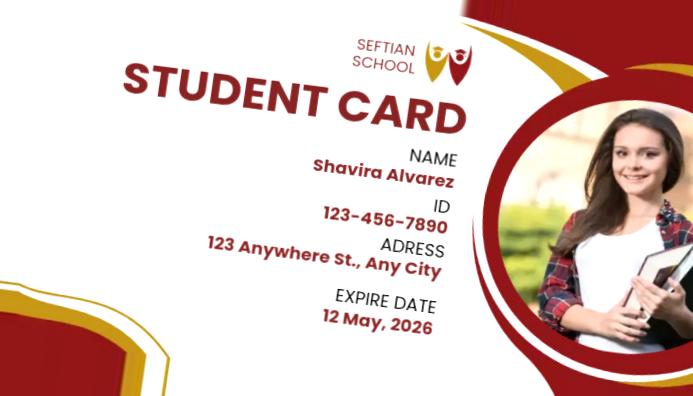 SEFTIAN
SCHOOL
STUDENT CARD
NAME
Shavira Alvarez
ID
123-456-7890
ADRESS
123 Anywhere St., Any City
EXPIRE DATE
12 May, 2026